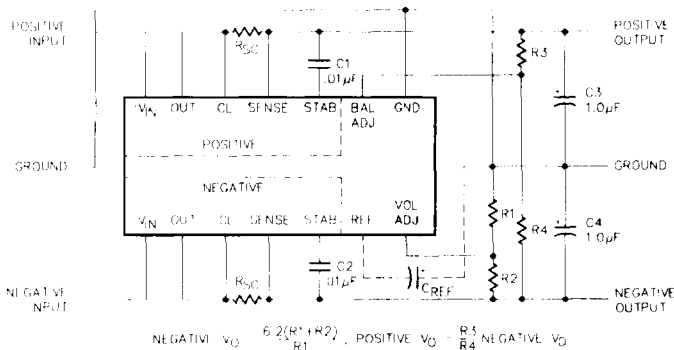 POSITIVE INPUT
POSITIVE OUTPUT
RSC
R3
C1
.01µF
C3
1.0µF
VIN OUT CL SENSE STAB BAL ADJ GND
POSITIVE
GROUND
GROUND
NEGATIVE
VIN OUT CL SENSE STAB REF VOL ADJ
R1
R4
C4
1.0µF
RSC
C2
.01µF
CREF
R2
NEGATIVE INPUT
NEGATIVE OUTPUT
NEGATIVE VO 6.2(R1+R2)/R1, POSITIVE VO = R3/R4 NEGATIVE VO